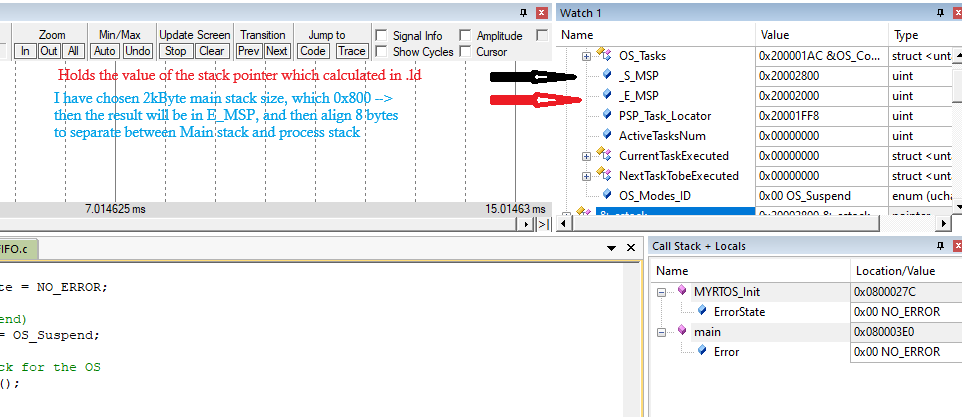 Watch 1
Zoom
Min/Max
Update Screen
Transition
Jump to
Signal Info
Amplitude
In
Out
All
Auto
Undo
Stop
Clear
Prev
Next
Code
Trace
Show Cycles
Cursor
Holds the value of the stack pointer which calculated in .ld
I have chosen 2kByte main stack size, which 0x800 -->
then the result will be in E_MSP, and then align 8 bytes
to separate between Main stack and process stack
7.014625 ms
15.01463 ms
Name Value Type
OS_Tasks 0x200001AC &OS_Co... struct <unt
_S_MSP 0x20002800 uint
_E_MSP 0x20002000 uint
PSP_Task_Locator 0x20001FF8 uint
ActiveTasksNum 0x00000000 uint
CurrentTaskExecuted 0x00000000 struct <unt
NextTaskTobeExecuted 0x00000000 struct <unt
OS_Modes_ID 0x00 OS_Suspend enum (ucha
FIFO.c
te = NO_ERROR;
end)
= OS_Suspend;
ck for the OS
();
Call Stack + Locals
Name Location/Value
MYRTOS_Init 0x0800027C
ErrorState 0x00 NO_ERROR
main 0x080003E0
Error 0x00 NO_ERROR